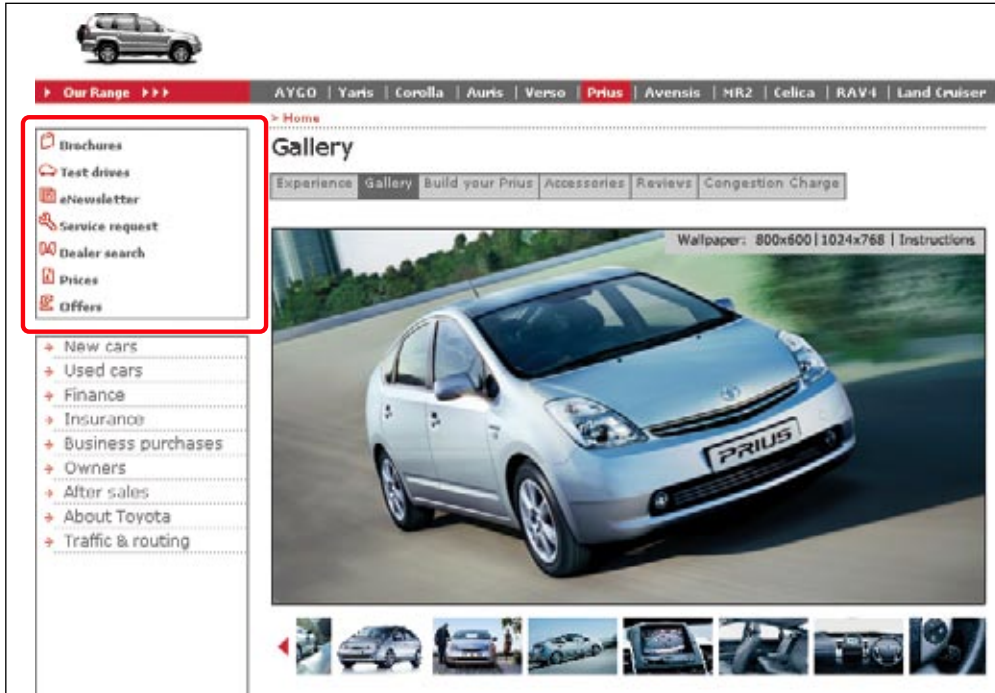 Our Range
AYGO | Yaris | Corolla | Auris | Verso | Prius | Avensis | MR2 | Celica | RAV4 | Land Cruiser
> Home
Brochures
Test drives
eNewsletter
Service request
Dealer search
Prices
Offers
New cars
Used cars
Finance
Insurance
Business purchases
Owners
After sales
About Toyota
Traffic & routing
Gallery
Experience | Gallery | Build your Prius | Accessories | Reviews | Congestion Charge
Wallpaper: 800x600 | 1024x768 | Instructions
PRIUS